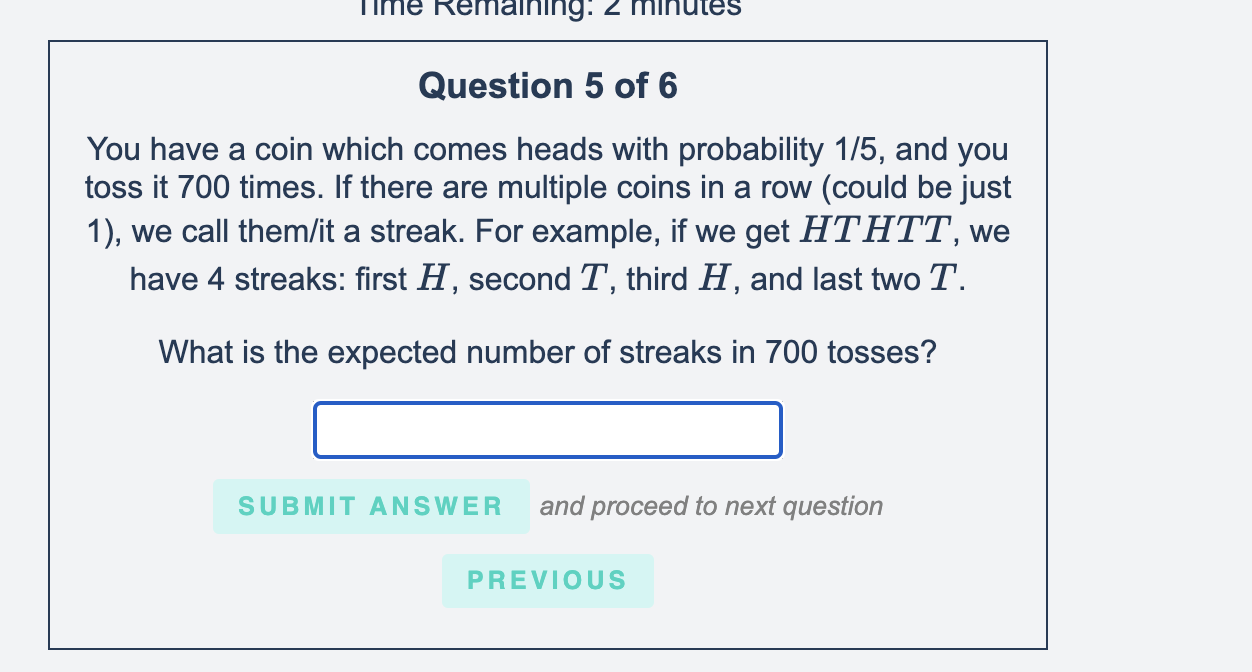 Time Remaining: 2 minutes
Question 5 of 6
You have a coin which comes heads with probability 1/5, and you
toss it 700 times. If there are multiple coins in a row (could be just
1), we call them/it a streak. For example, if we get HTHTT, we
have 4 streaks: first H, second T, third H, and last two T.
What is the expected number of streaks in 700 tosses?
SUBMIT ANSWER and proceed to next question
PREVIOUS